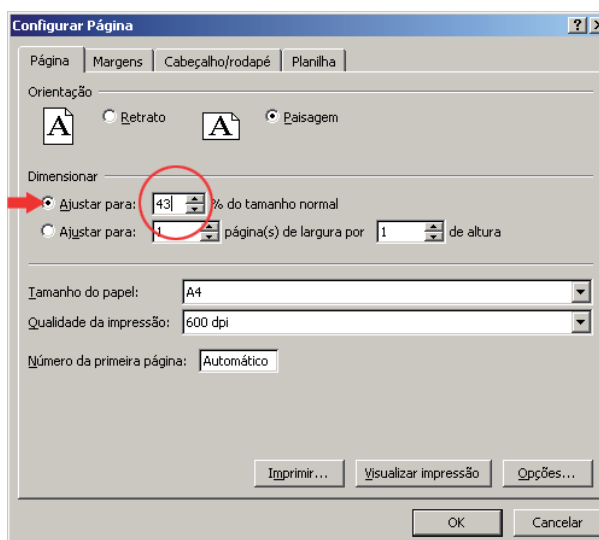 Configurar Página
Página Margens Cabeçalho/rodapé Planilha
Orientação
A Retrato A Paisagem
Dimensionar
Ajustar para: 43 % do tamanho normal
Ajustar para: 1 página(s) de largura por 1 de altura
Tamanho do papel: A4
Qualidade da impressão: 600 dpi
Número da primeira página: Automático
Imprimir... Visualizar impressão Opções...
OK Cancelar